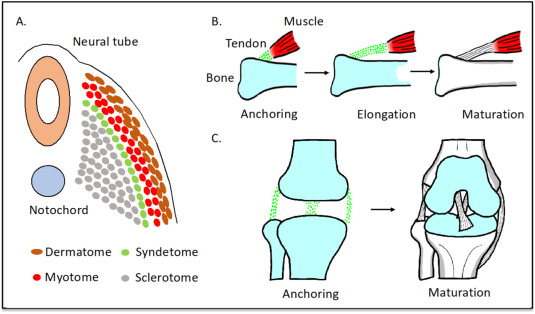 A.
Neural tube
Notochord
Dermatome
Syndetome
Myotome
Sclerotome
B.
Muscle
Tendon
Bone
Anchoring
Elongation
Maturation
C.
Anchoring
Maturation